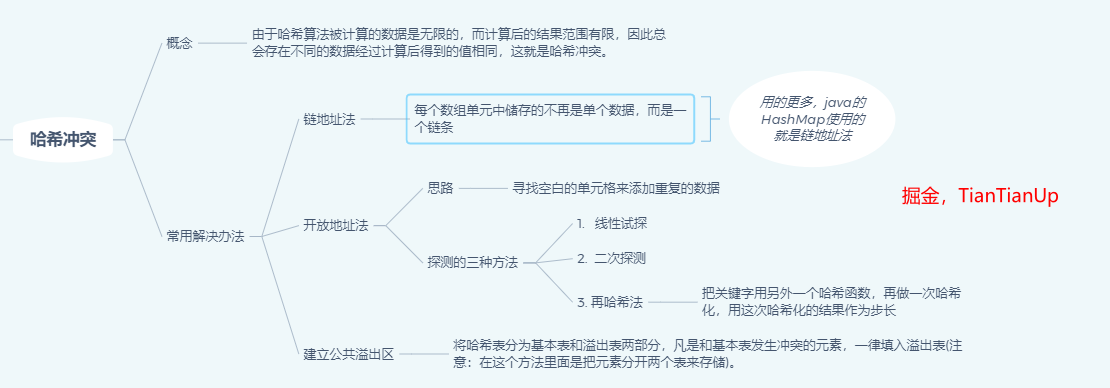 哈希冲突
概念
由于哈希算法被计算的数据是无限的，而计算后的结果范围有限，因此总
会存在不同的数据经过计算后得到的值相同，这就是哈希冲突。
常用解决办法
链地址法
每个数组单元中储存的不再是单个数据，而是一
个链条
用的更多，java的
HashMap使用的
就是链地址法
开放地址法
思路
寻找空白的单元格来添加重复的数据
探测的三种方法
1. 线性试探
2. 二次探测
3. 再哈希法
把关键字用另外一个哈希函数，再做一次哈希
化，用这次哈希化的结果作为步长
建立公共溢出区
将哈希表分为基本表和溢出表两部分，凡是和基本表发生冲突的元素，一律填入溢出表(注
意：在这个方法里面是把元素分开两个表来存储)。
掘金，TianTianUp